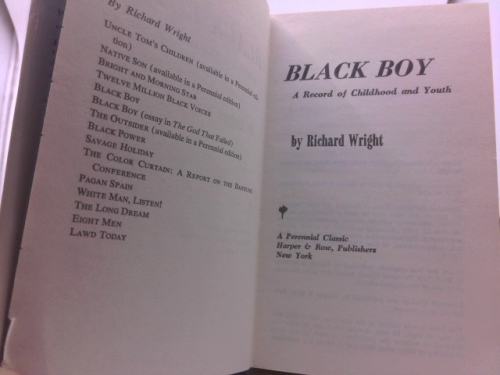 By Richard Wright
UNCLE TOM'S CHILDREN (available in a Perennial edi-
tion)
NATIVE SON (available in a Perennial edition)
BRIGHT AND MORNING STAR
TWELVE MILLION BLACK VOICES
BLACK BOY
BLACK BOY (essay in The God That Failed)
THE OUTSIDER (available in a Perennial edition)
BLACK POWER
SAVAGE HOLIDAY
THE COLOR CURTAIN: A REPORT ON THE BANDUNG
CONFERENCE
PAGAN SPAIN
WHITE MAN, LISTEN!
THE LONG DREAM
EIGHT MEN
LAWD TODAY
BLACK BOY
A Record of Childhood and Youth
by Richard Wright
A Perennial Classic
Harper & Row, Publishers
New York